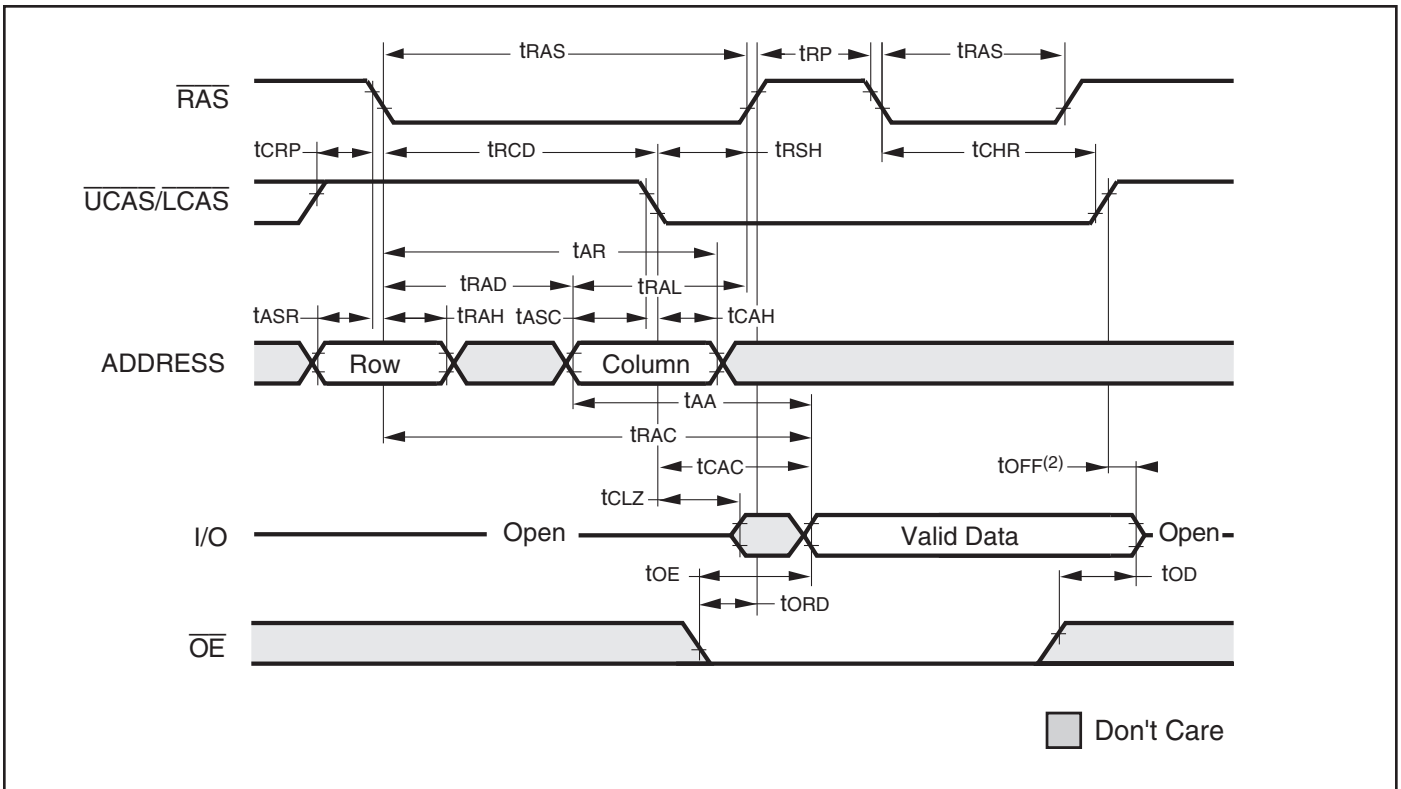 tRAS tRP tRAS
RAS
tCRP tRCD tRSH tCHR
UCAS/LCAS
tAR
tRAD tRAL
tASR tRAH tASC tCAH
ADDRESS Row Column
tAA
tRAC
tCAC tOFF(2)
tCLZ
I/O Open Valid Data Open
tOE tOD
tORD
OE
Don't Care